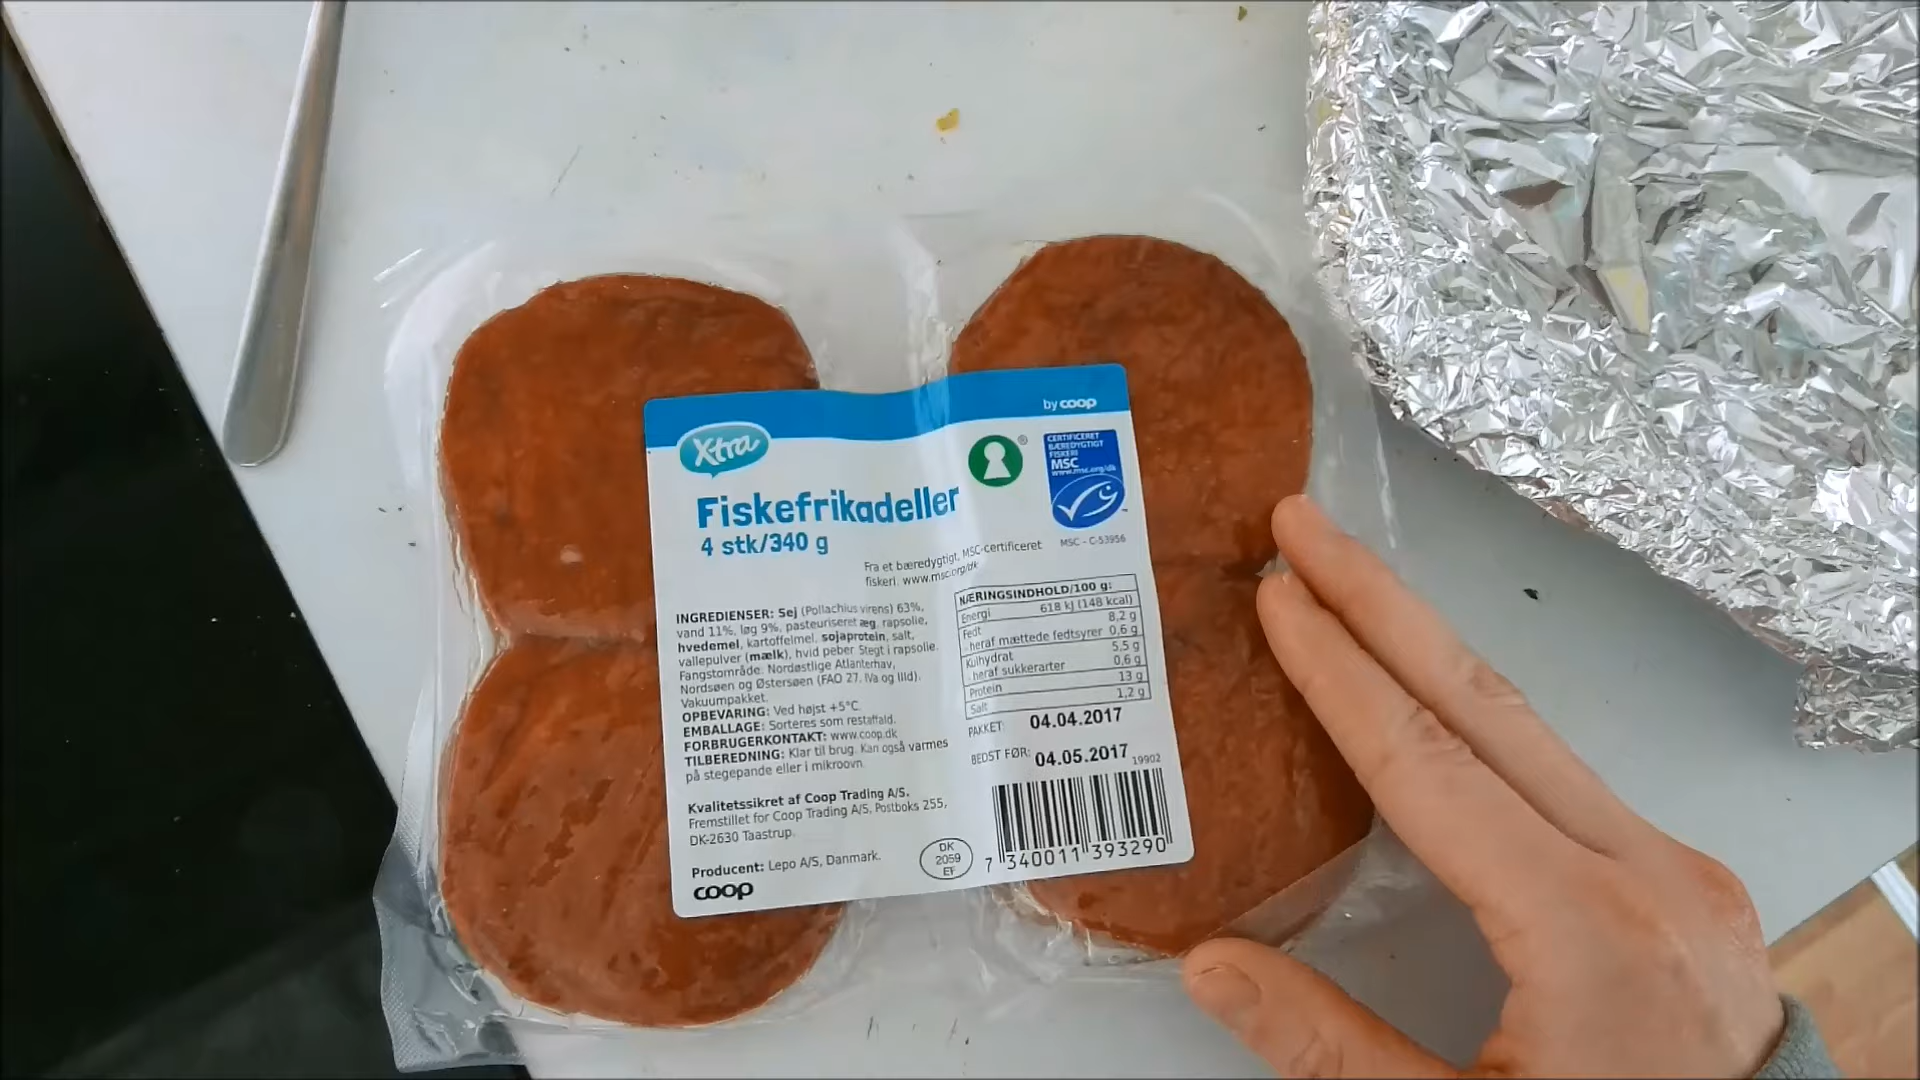 by coop
X-tra
CERTIFICERET
BÆREDYGTIGT
FISKERI
MSC
www.msc.org/dk
Fiskefrikadeller
4 stk/340 g
MSC - C-53956
Fra et bæredygtigt, MSC-certificeret
fiskeri. www.msc.org/dk
INGREDIENSER: Sej (Pollachius virens) 63%,
vand 11%, løg 9%, pasteuriseret æg, rapsolie,
hvedemel, kartoffelmel, sojaprotein, salt,
vallepulver (mælk), hvid peber Stegt i rapsolie.
Fangstområde: Nordøstlige Atlanterhav,
Nordsøen og Østersøen (FAO 27. IVa og IIId).
Vakuumpakket.
OPBEVARING: Ved højst +5°C
EMBALLAGE: Sorteres som restaffald.
FORBRUGERKONTAKT: www.coop.dk
TILBEREDNING: Klar til brug. Kan også varmes
på stegepande eller i mikroovn.
Kvalitetssikret af Coop Trading A/S.
Fremstillet for Coop Trading A/S, Postboks 255,
DK-2630 Taastrup.
Producent: Lepo A/S, Danmark.
coop
NÆRINGSINDHOLD/100 g:
Energi 618 kJ (148 kcal)
Fedt 8,2 g
- heraf mættede fedtsyrer 0,6 g
Kulhydrat 5,5 g
- heraf sukkerarter 0,6 g
Protein 13 g
Salt 1,2 g
PAKKET: 04.04.2017
BEDST FØR: 04.05.2017
19902
DK
2059
EF
7 340011 393290